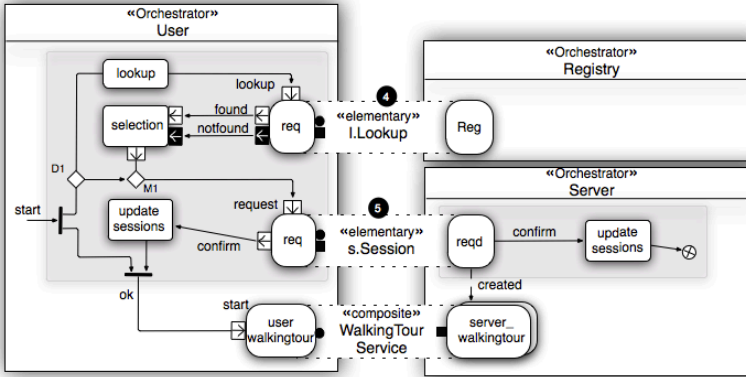 «Orchestrator»
User
lookup
lookup
found
selection
notfound
req
D1
M1
start
update
sessions
request
confirm
req
ok
start
user
walkingtour
4
«elementary»
l.Lookup
5
«elementary»
s.Session
«composite»
WalkingTour
Service
«Orchestrator»
Registry
Reg
«Orchestrator»
Server
reqd
confirm
update
sessions
created
server_
walkingtour